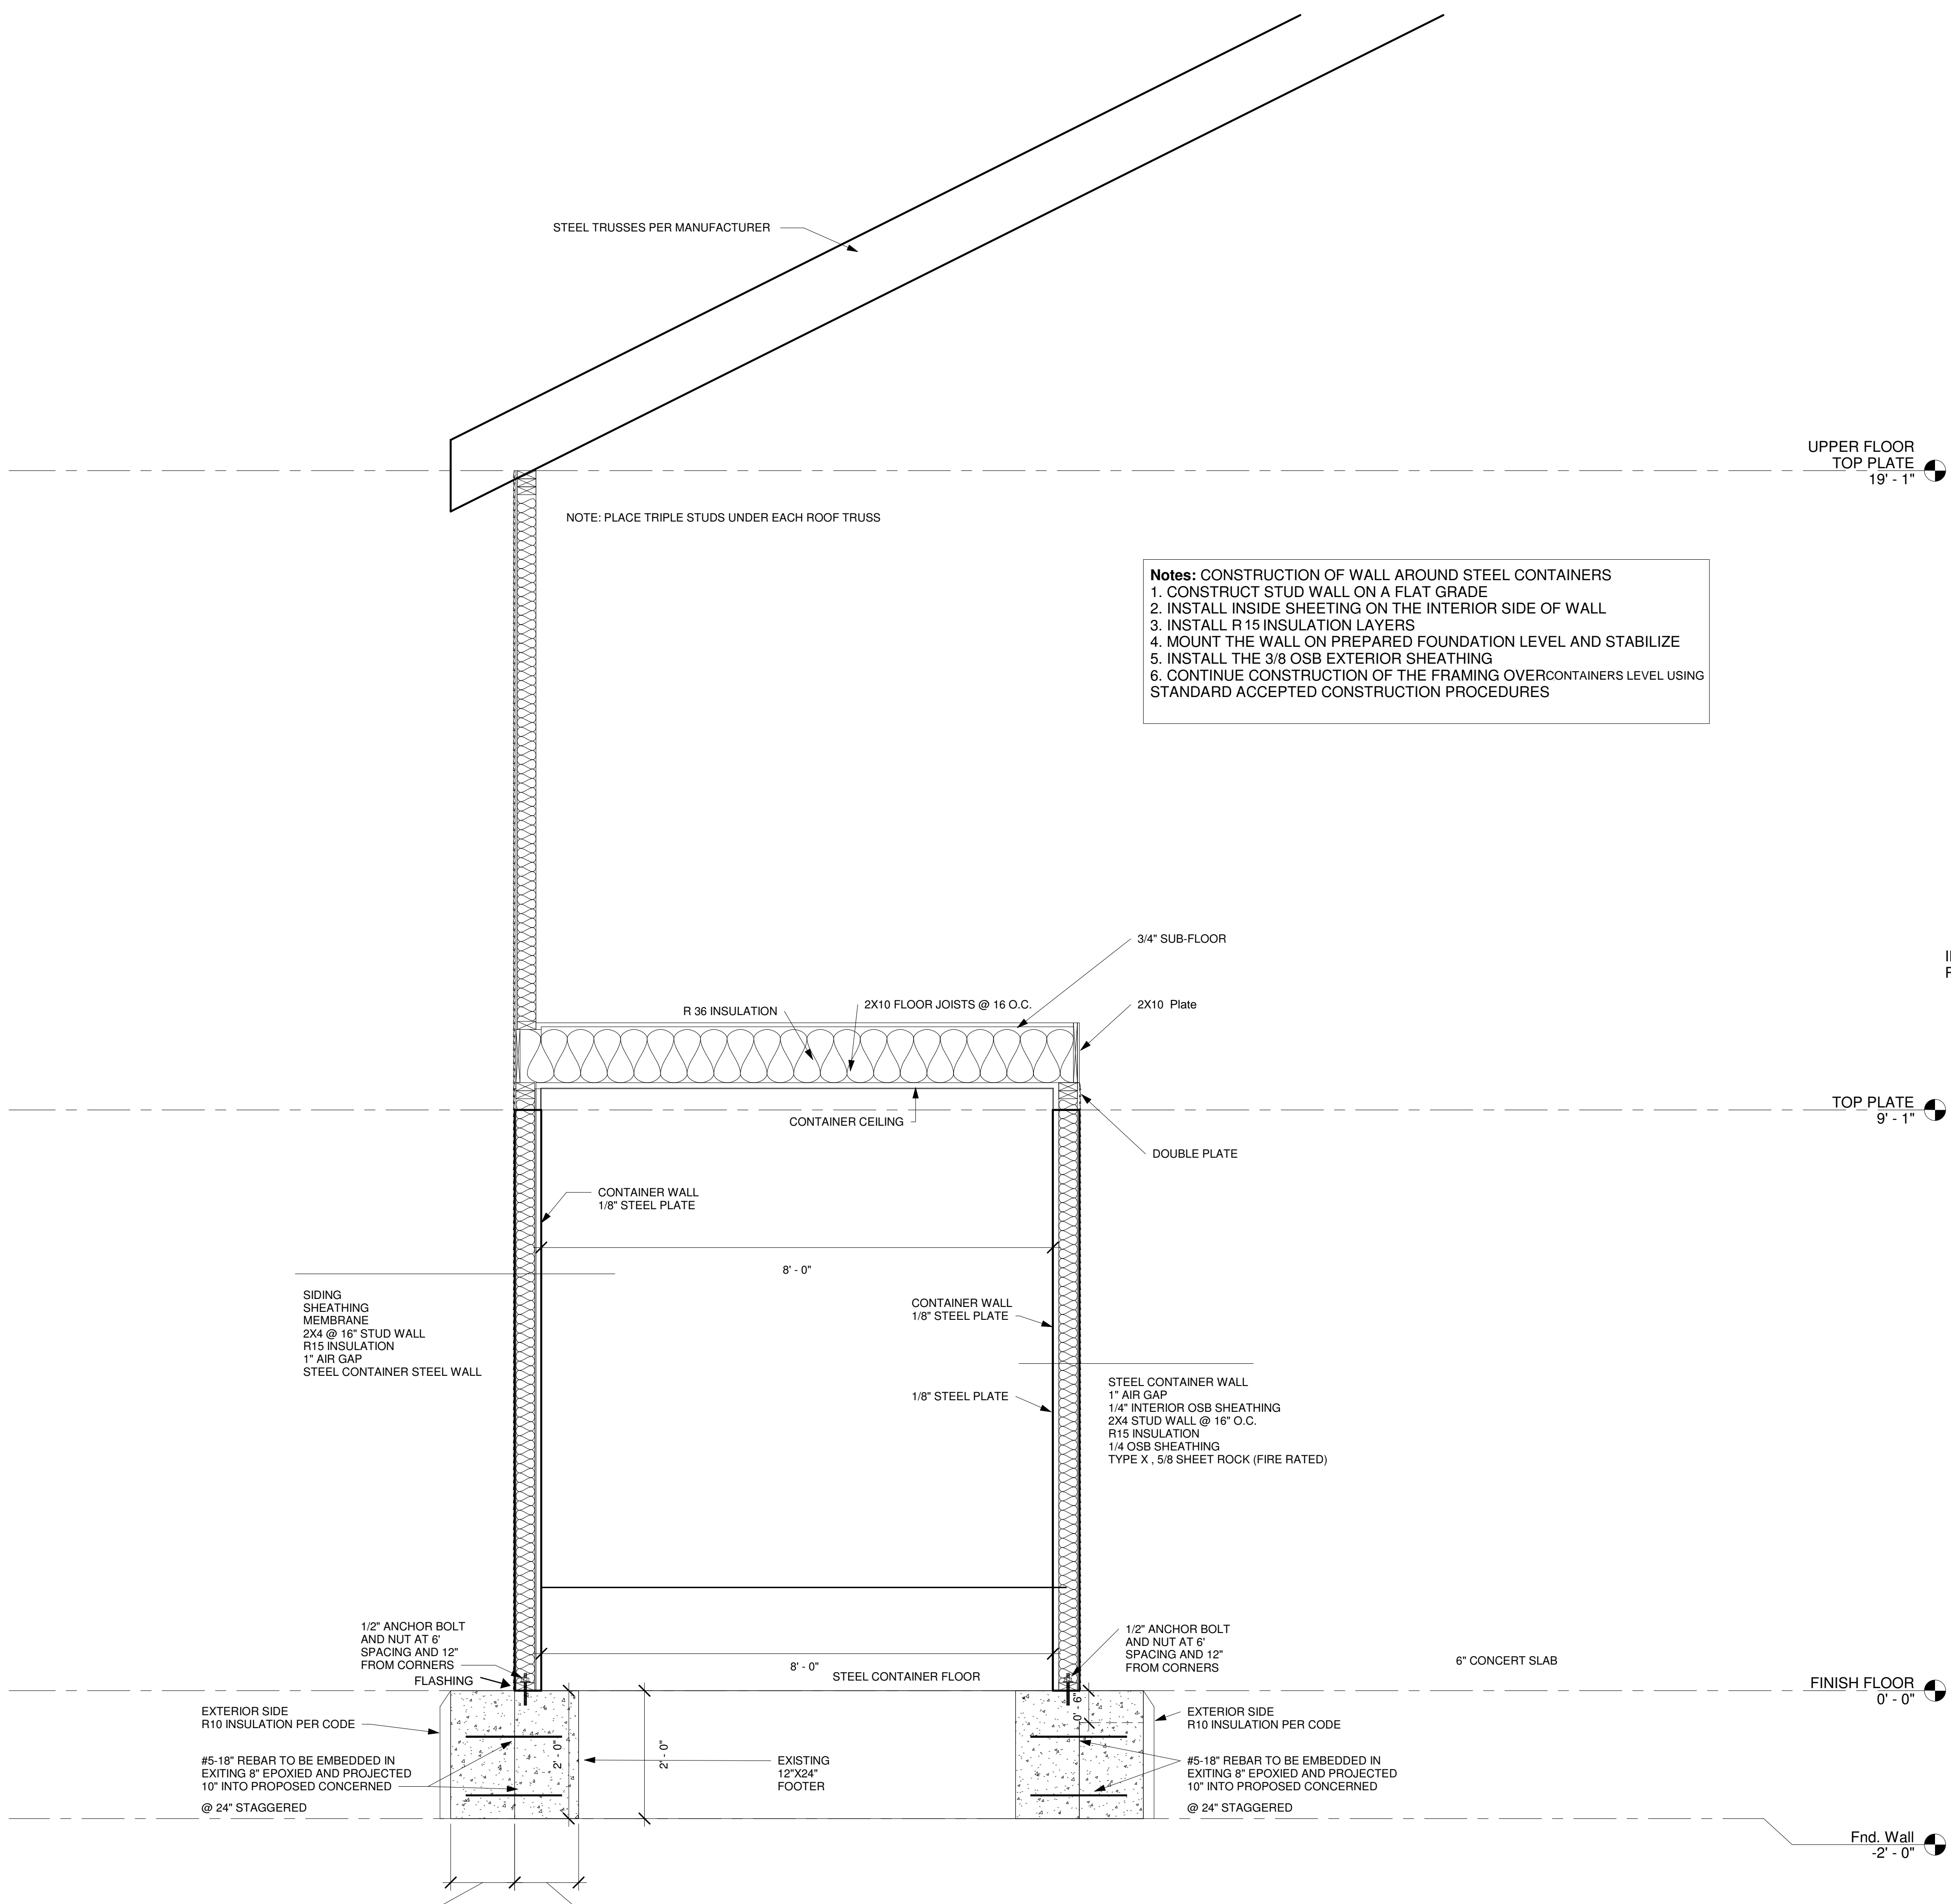 STEEL TRUSSES PER MANUFACTURER
UPPER FLOOR
TOP PLATE
19' - 1"
NOTE: PLACE TRIPLE STUDS UNDER EACH ROOF TRUSS
Notes: CONSTRUCTION OF WALL AROUND STEEL CONTAINERS
1. CONSTRUCT STUD WALL ON A FLAT GRADE
2. INSTALL INSIDE SHEETING ON THE INTERIOR SIDE OF WALL
3. INSTALL R 15 INSULATION LAYERS
4. MOUNT THE WALL ON PREPARED FOUNDATION LEVEL AND STABILIZE
5. INSTALL THE 3/8 OSB EXTERIOR SHEATHING
6. CONTINUE CONSTRUCTION OF THE FRAMING OVERCONTAINERS LEVEL USING
STANDARD ACCEPTED CONSTRUCTION PROCEDURES
3/4" SUB-FLOOR
R 36 INSULATION
2X10 FLOOR JOISTS @ 16 O.C.
2X10 Plate
CONTAINER CEILING
TOP PLATE
9' - 1"
DOUBLE PLATE
CONTAINER WALL
1/8" STEEL PLATE
8' - 0"
SIDING
SHEATHING
MEMBRANE
2X4 @ 16" STUD WALL
R15 INSULATION
1" AIR GAP
STEEL CONTAINER STEEL WALL
CONTAINER WALL
1/8" STEEL PLATE
1/8" STEEL PLATE
STEEL CONTAINER WALL
1" AIR GAP
1/4" INTERIOR OSB SHEATHING
2X4 STUD WALL @ 16" O.C.
R15 INSULATION
1/4 OSB SHEATHING
TYPE X , 5/8 SHEET ROCK (FIRE RATED)
1/2" ANCHOR BOLT
AND NUT AT 6'
SPACING AND 12"
FROM CORNERS
FLASHING
8' - 0"
STEEL CONTAINER FLOOR
1/2" ANCHOR BOLT
AND NUT AT 6'
SPACING AND 12"
FROM CORNERS
6" CONCERT SLAB
FINISH FLOOR
0' - 0"
EXTERIOR SIDE
R10 INSULATION PER CODE
#5-18" REBAR TO BE EMBEDDED IN
EXITING 8" EPOXIED AND PROJECTED
10" INTO PROPOSED CONCERNED
@ 24" STAGGERED
2' - 0"
2' - 0"
EXISTING
12"X24"
FOOTER
0' - 6"
EXTERIOR SIDE
R10 INSULATION PER CODE
#5-18" REBAR TO BE EMBEDDED IN
EXITING 8" EPOXIED AND PROJECTED
10" INTO PROPOSED CONCERNED
@ 24" STAGGERED
Fnd. Wall
-2' - 0"